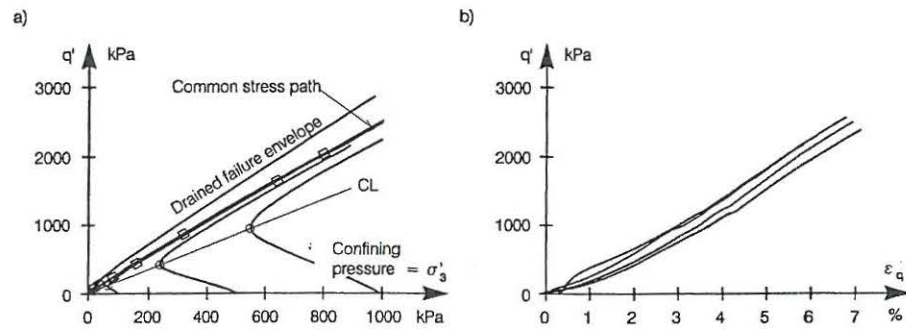 a)
q' kPa
3000
2000
1000
0
Common stress path
Drained failure envelope
CL
Confining
pressure = σ'₃
0 200 400 600 800 1000 kPa
b)
q' kPa
3000
2000
1000
0
ε q
0 1 2 3 4 5 6 7 %